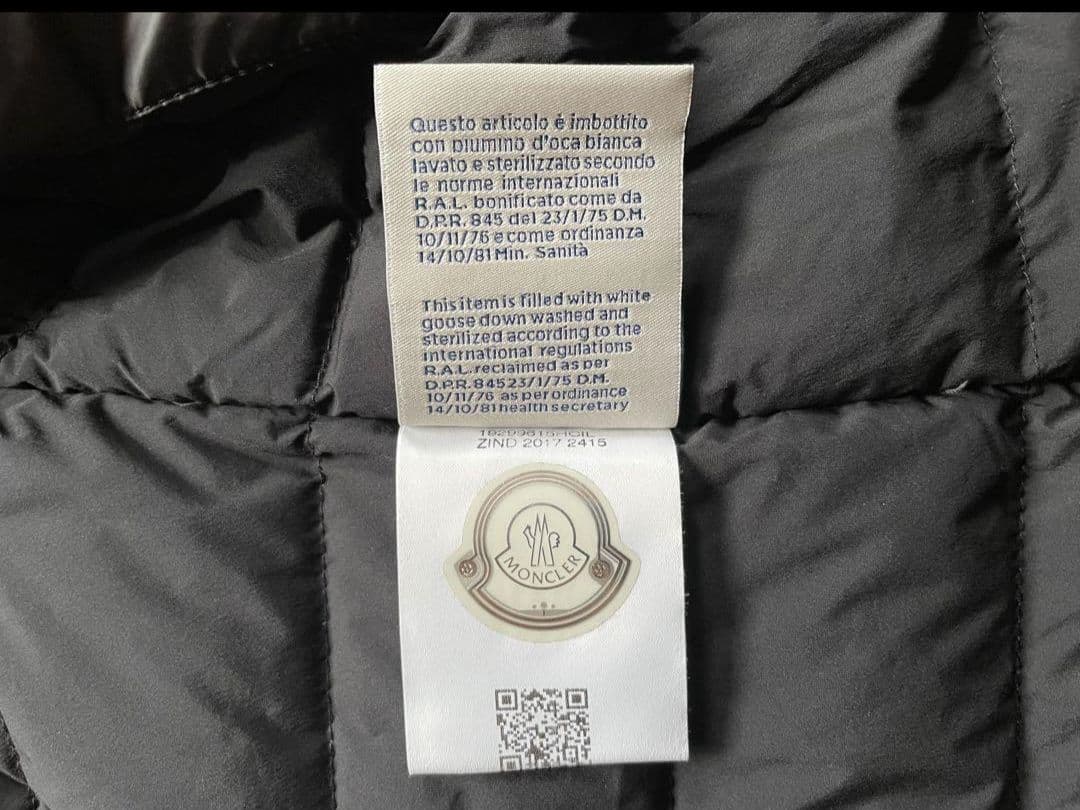 Questo articolo è imbottito
con piumino d'oca bianca
lavato e sterilizzato secondo
le norme internazionali
R.A.L. bonificato come da
D.P.R. 845 del 23/1/75 D.M.
10/11/76 e come ordinanza
14/10/81 Min. Sanità
This item is filled with white
goose down washed and
sterilized according to the
international regulations
R.A.L. reclaimed as per
D.P.R. 845 23/1/75 D.M.
10/11/76 as per ordinance
14/10/81 health secretary
ZIND 2017 2415
MONCLER